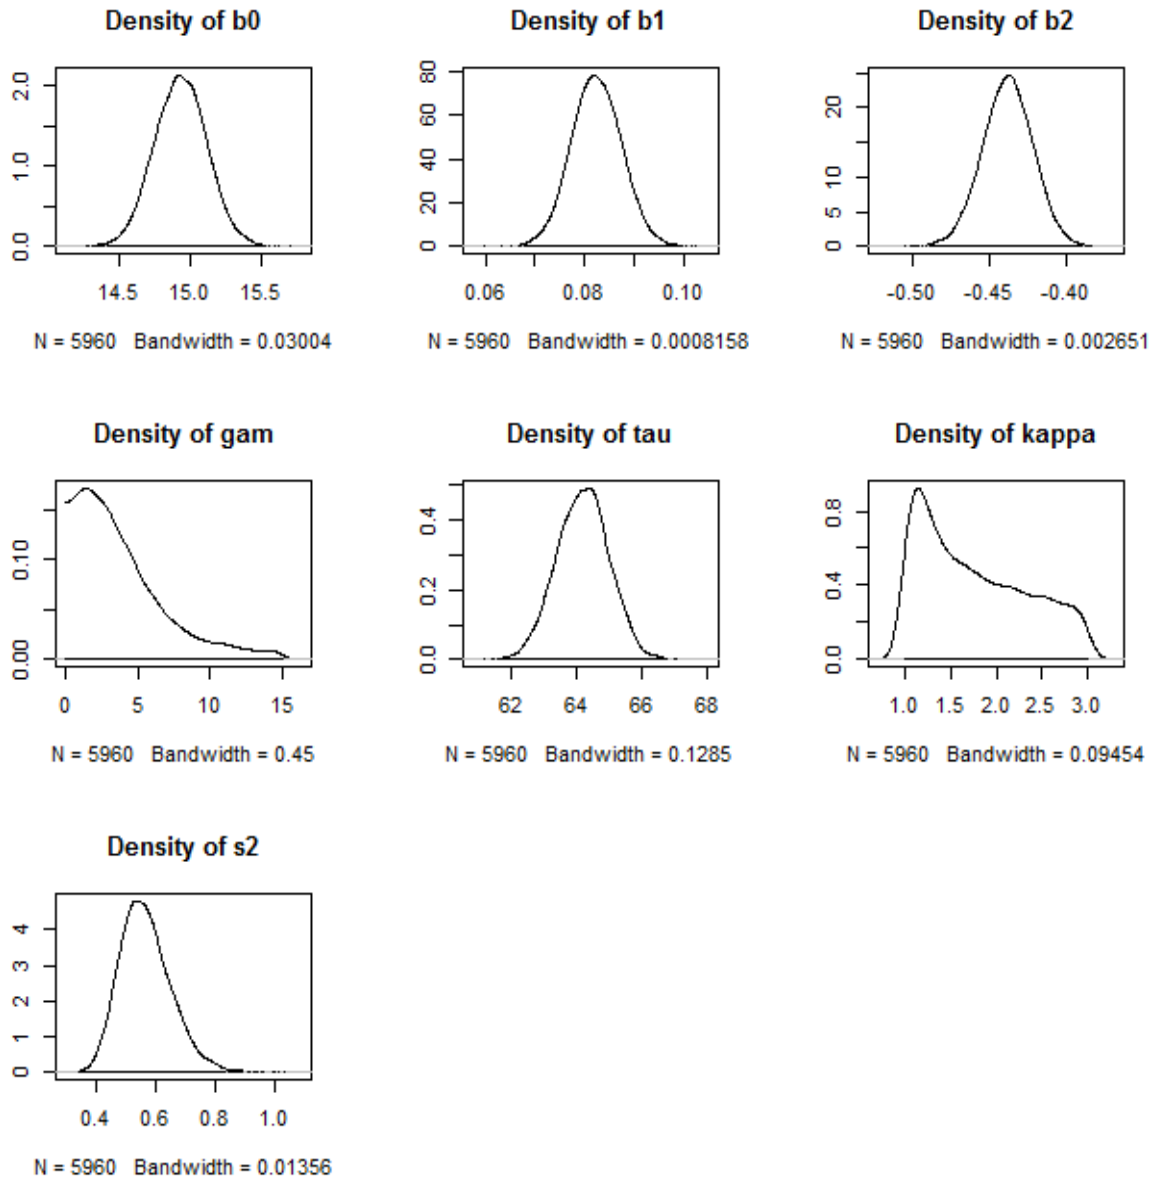 Density of b0
0.0 1.0 2.0
14.5 15.0 15.5
N = 5960 Bandwidth = 0.03004
Density of b1
0 20 40 60 80
0.06 0.08 0.10
N = 5960 Bandwidth = 0.0008158
Density of b2
0 5 10 20
-0.50 -0.45 -0.40
N = 5960 Bandwidth = 0.002651
Density of gam
0.00 0.10
0 5 10 15
N = 5960 Bandwidth = 0.45
Density of tau
0.0 0.2 0.4
62 64 66 68
N = 5960 Bandwidth = 0.1285
Density of kappa
0.0 0.4 0.8
1.0 1.5 2.0 2.5 3.0
N = 5960 Bandwidth = 0.09454
Density of s2
0 1 2 3 4
0.4 0.6 0.8 1.0
N = 5960 Bandwidth = 0.01356